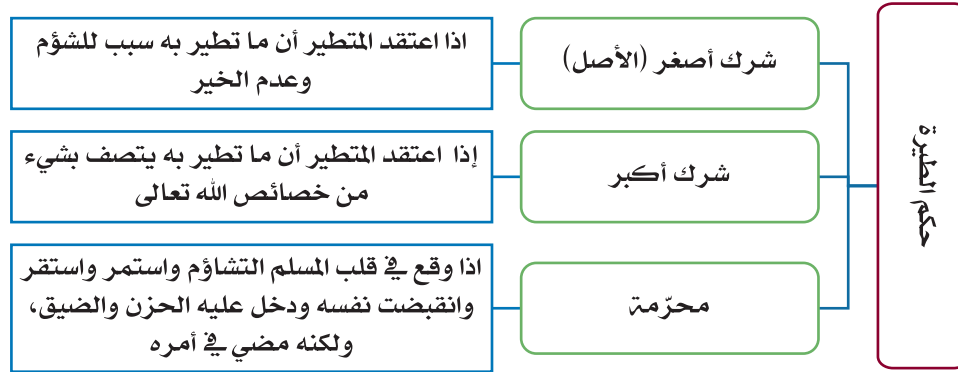 حكم الطيرة
شرك أصغر (الأصل)
اذا اعتقد المتطير أن ما تطير به سبب للشؤم
وعدم الخير
شرك أكبر
إذا اعتقد المتطير أن ما تطير به يتصف بشيء
من خصائص الله تعالى
محرّمة
اذا وقع في قلب المسلم التشاؤم واستمر واستقر
وانقبضت نفسه ودخل عليه الحزن والضيق،
ولكنه مضي في أمره